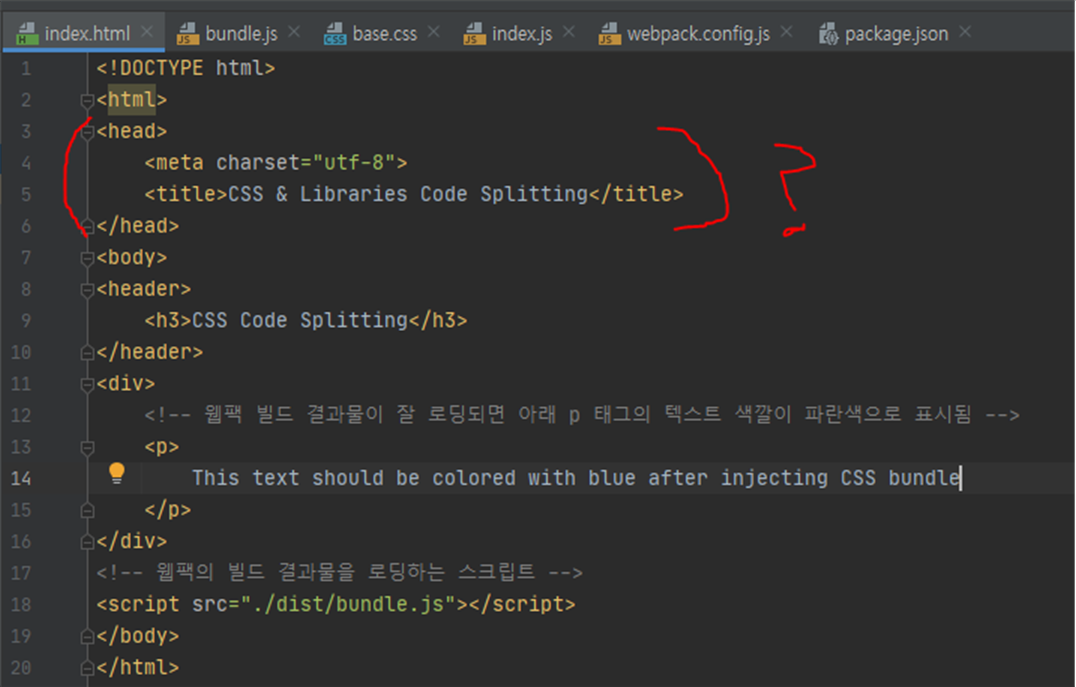 index.html bundle.js base.css index.js webpack.config.js package.json
1 <!DOCTYPE html>
2 <html>
3 <head>
4 <meta charset="utf-8">
5 <title>CSS & Libraries Code Splitting</title>
6 </head>
7 <body>
8 <header>
9 <h3>CSS Code Splitting</h3>
10 </header>
11 <div>
12 <!-- 웹팩 빌드 결과물이 잘 로딩되면 아래 p 태그의 텍스트 색깔이 파란색으로 표시됨 -->
13 <p>
14 This text should be colored with blue after injecting CSS bundle
15 </p>
16 </div>
17 <!-- 웹팩의 빌드 결과물을 로딩하는 스크립트 -->
18 <script src="./dist/bundle.js"></script>
19 </body>
20 </html>
?